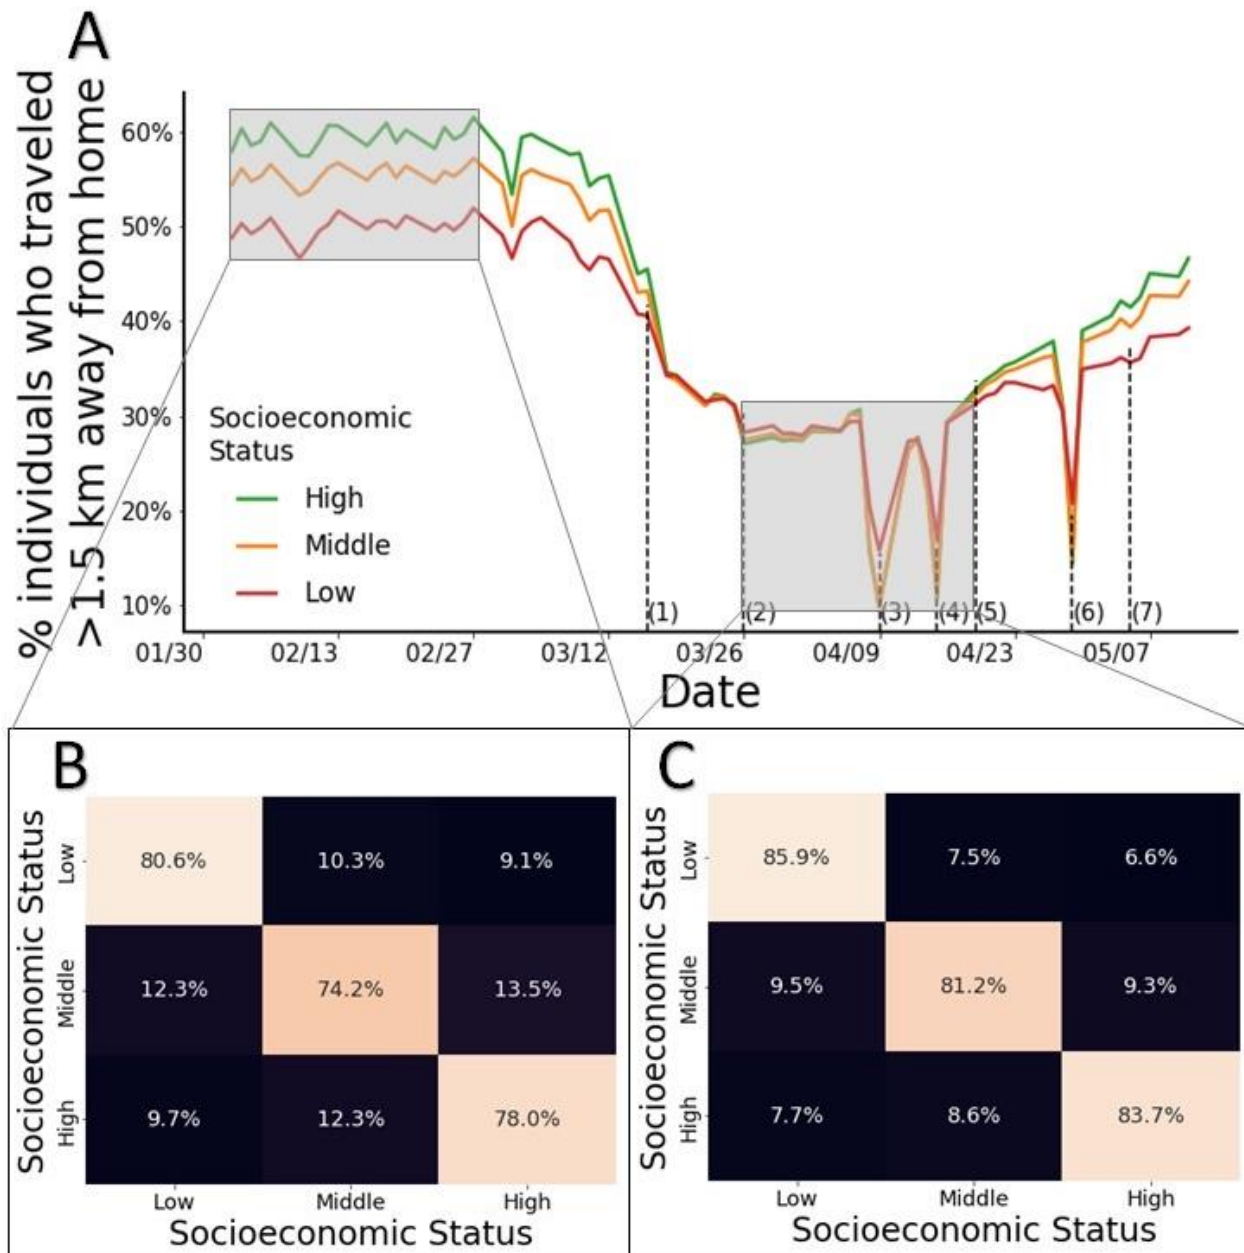 A
% individuals who traveled
>1.5 km away from home
60%
50%
40%
30%
20%
10%
Socioeconomic
Status
High
Middle
Low
(1)
(2)
(3)
(4)
(5)
(6)
(7)
01/30
02/13
02/27
03/12
03/26
04/09
04/23
05/07
Date
B
Socioeconomic Status
Low
80.6%
10.3%
9.1%
Middle
12.3%
74.2%
13.5%
High
9.7%
12.3%
78.0%
Low
Middle
High
Socioeconomic Status
C
Socioeconomic Status
Low
85.9%
7.5%
6.6%
Middle
9.5%
81.2%
9.3%
High
7.7%
8.6%
83.7%
Low
Middle
High
Socioeconomic Status